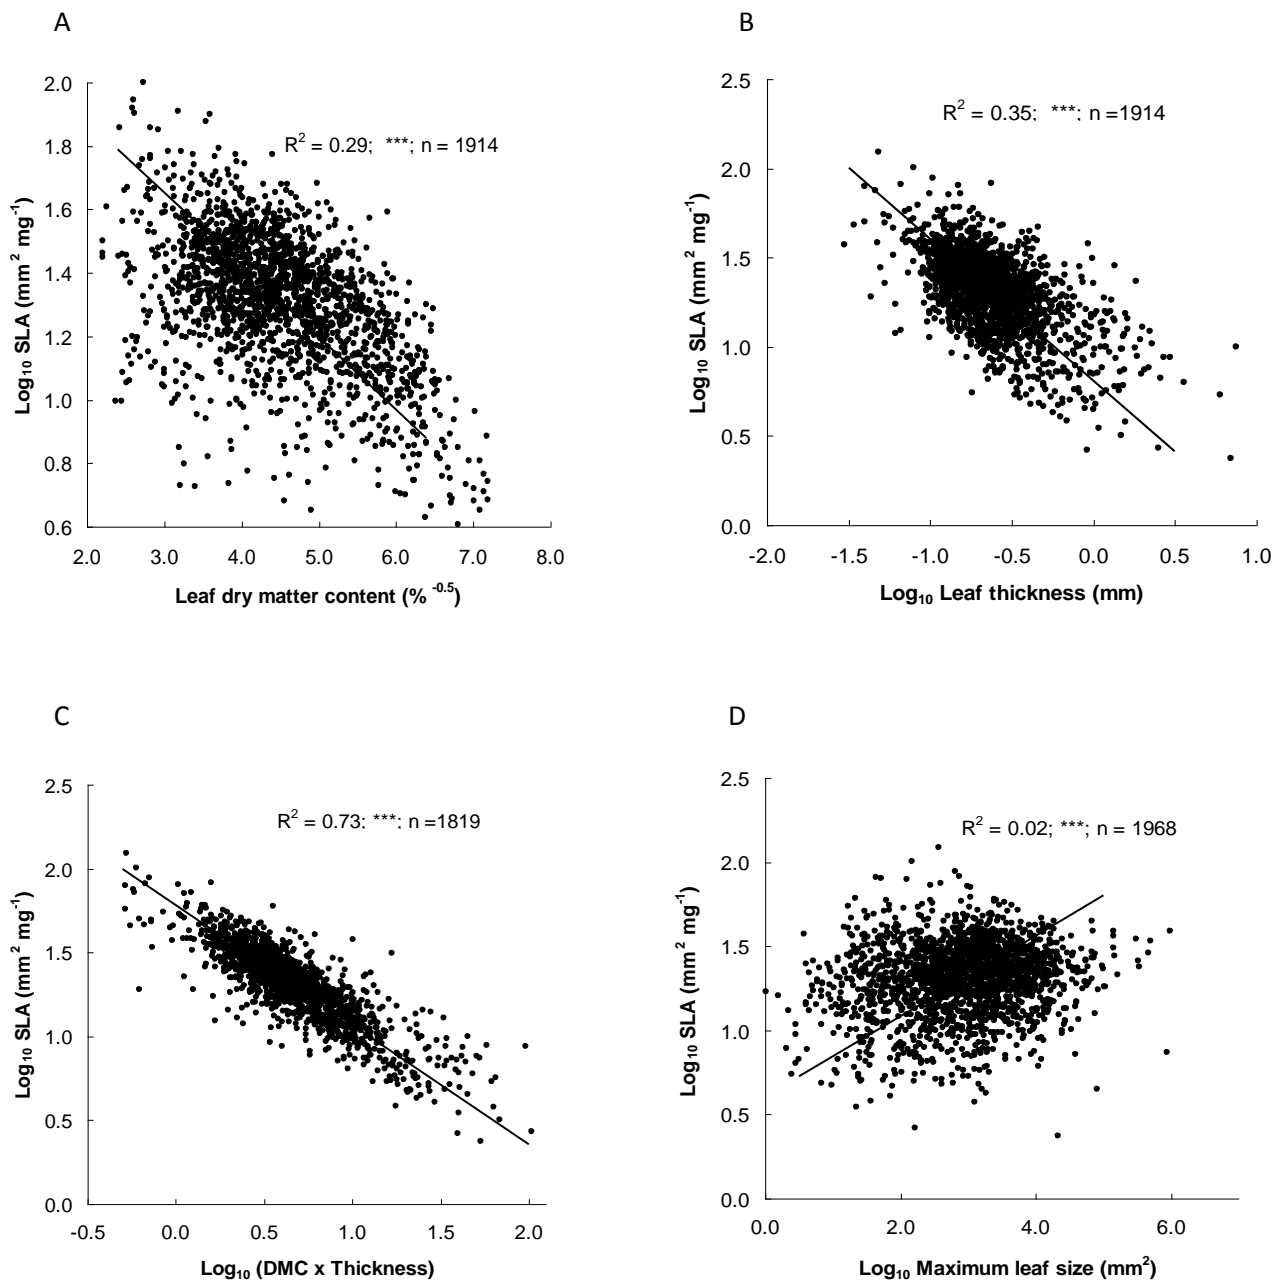 A
2.0
1.8
1.6
1.4
1.2
1.0
0.8
0.6
Log₁₀ SLA (mm² mg⁻¹)
R² = 0.29; ***; n = 1914
2.0 3.0 4.0 5.0 6.0 7.0 8.0
Leaf dry matter content (% ⁻⁰·⁵)
B
2.5
2.0
1.5
1.0
0.5
0.0
Log₁₀ SLA (mm² mg⁻¹)
R² = 0.35; ***; n =1914
-2.0 -1.5 -1.0 -0.5 0.0 0.5 1.0
Log₁₀ Leaf thickness (mm)
C
2.5
2.0
1.5
1.0
0.5
0.0
Log₁₀ SLA (mm² mg⁻¹)
R² = 0.73; ***; n =1819
-0.5 0.0 0.5 1.0 1.5 2.0
Log₁₀ (DMC x Thickness)
D
2.5
2.0
1.5
1.0
0.5
0.0
Log₁₀ SLA (mm² mg⁻¹)
R² = 0.02; ***; n = 1968
0.0 2.0 4.0 6.0
Log₁₀ Maximum leaf size (mm²)